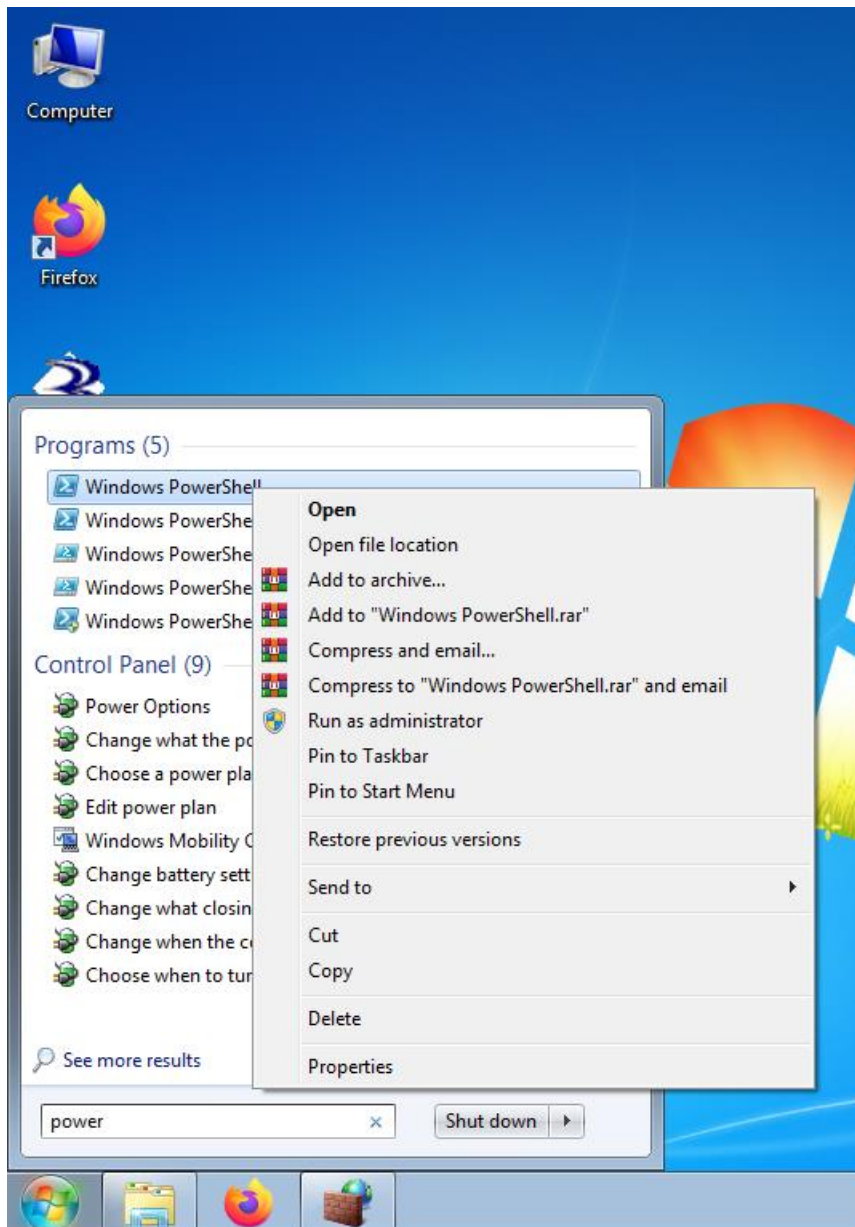 Computer
Firefox
Programs (5)
Windows PowerShell
Windows PowerShe
Windows PowerShe
Windows PowerShe
Windows PowerShe
Control Panel (9)
Power Options
Change what the po
Choose a power pla
Edit power plan
Windows Mobility C
Change battery sett
Change what closin
Change when the co
Choose when to tur
See more results
power
Shut down
Open
Open file location
Add to archive...
Add to "Windows PowerShell.rar"
Compress and email...
Compress to "Windows PowerShell.rar" and email
Run as administrator
Pin to Taskbar
Pin to Start Menu
Restore previous versions
Send to
Cut
Copy
Delete
Properties